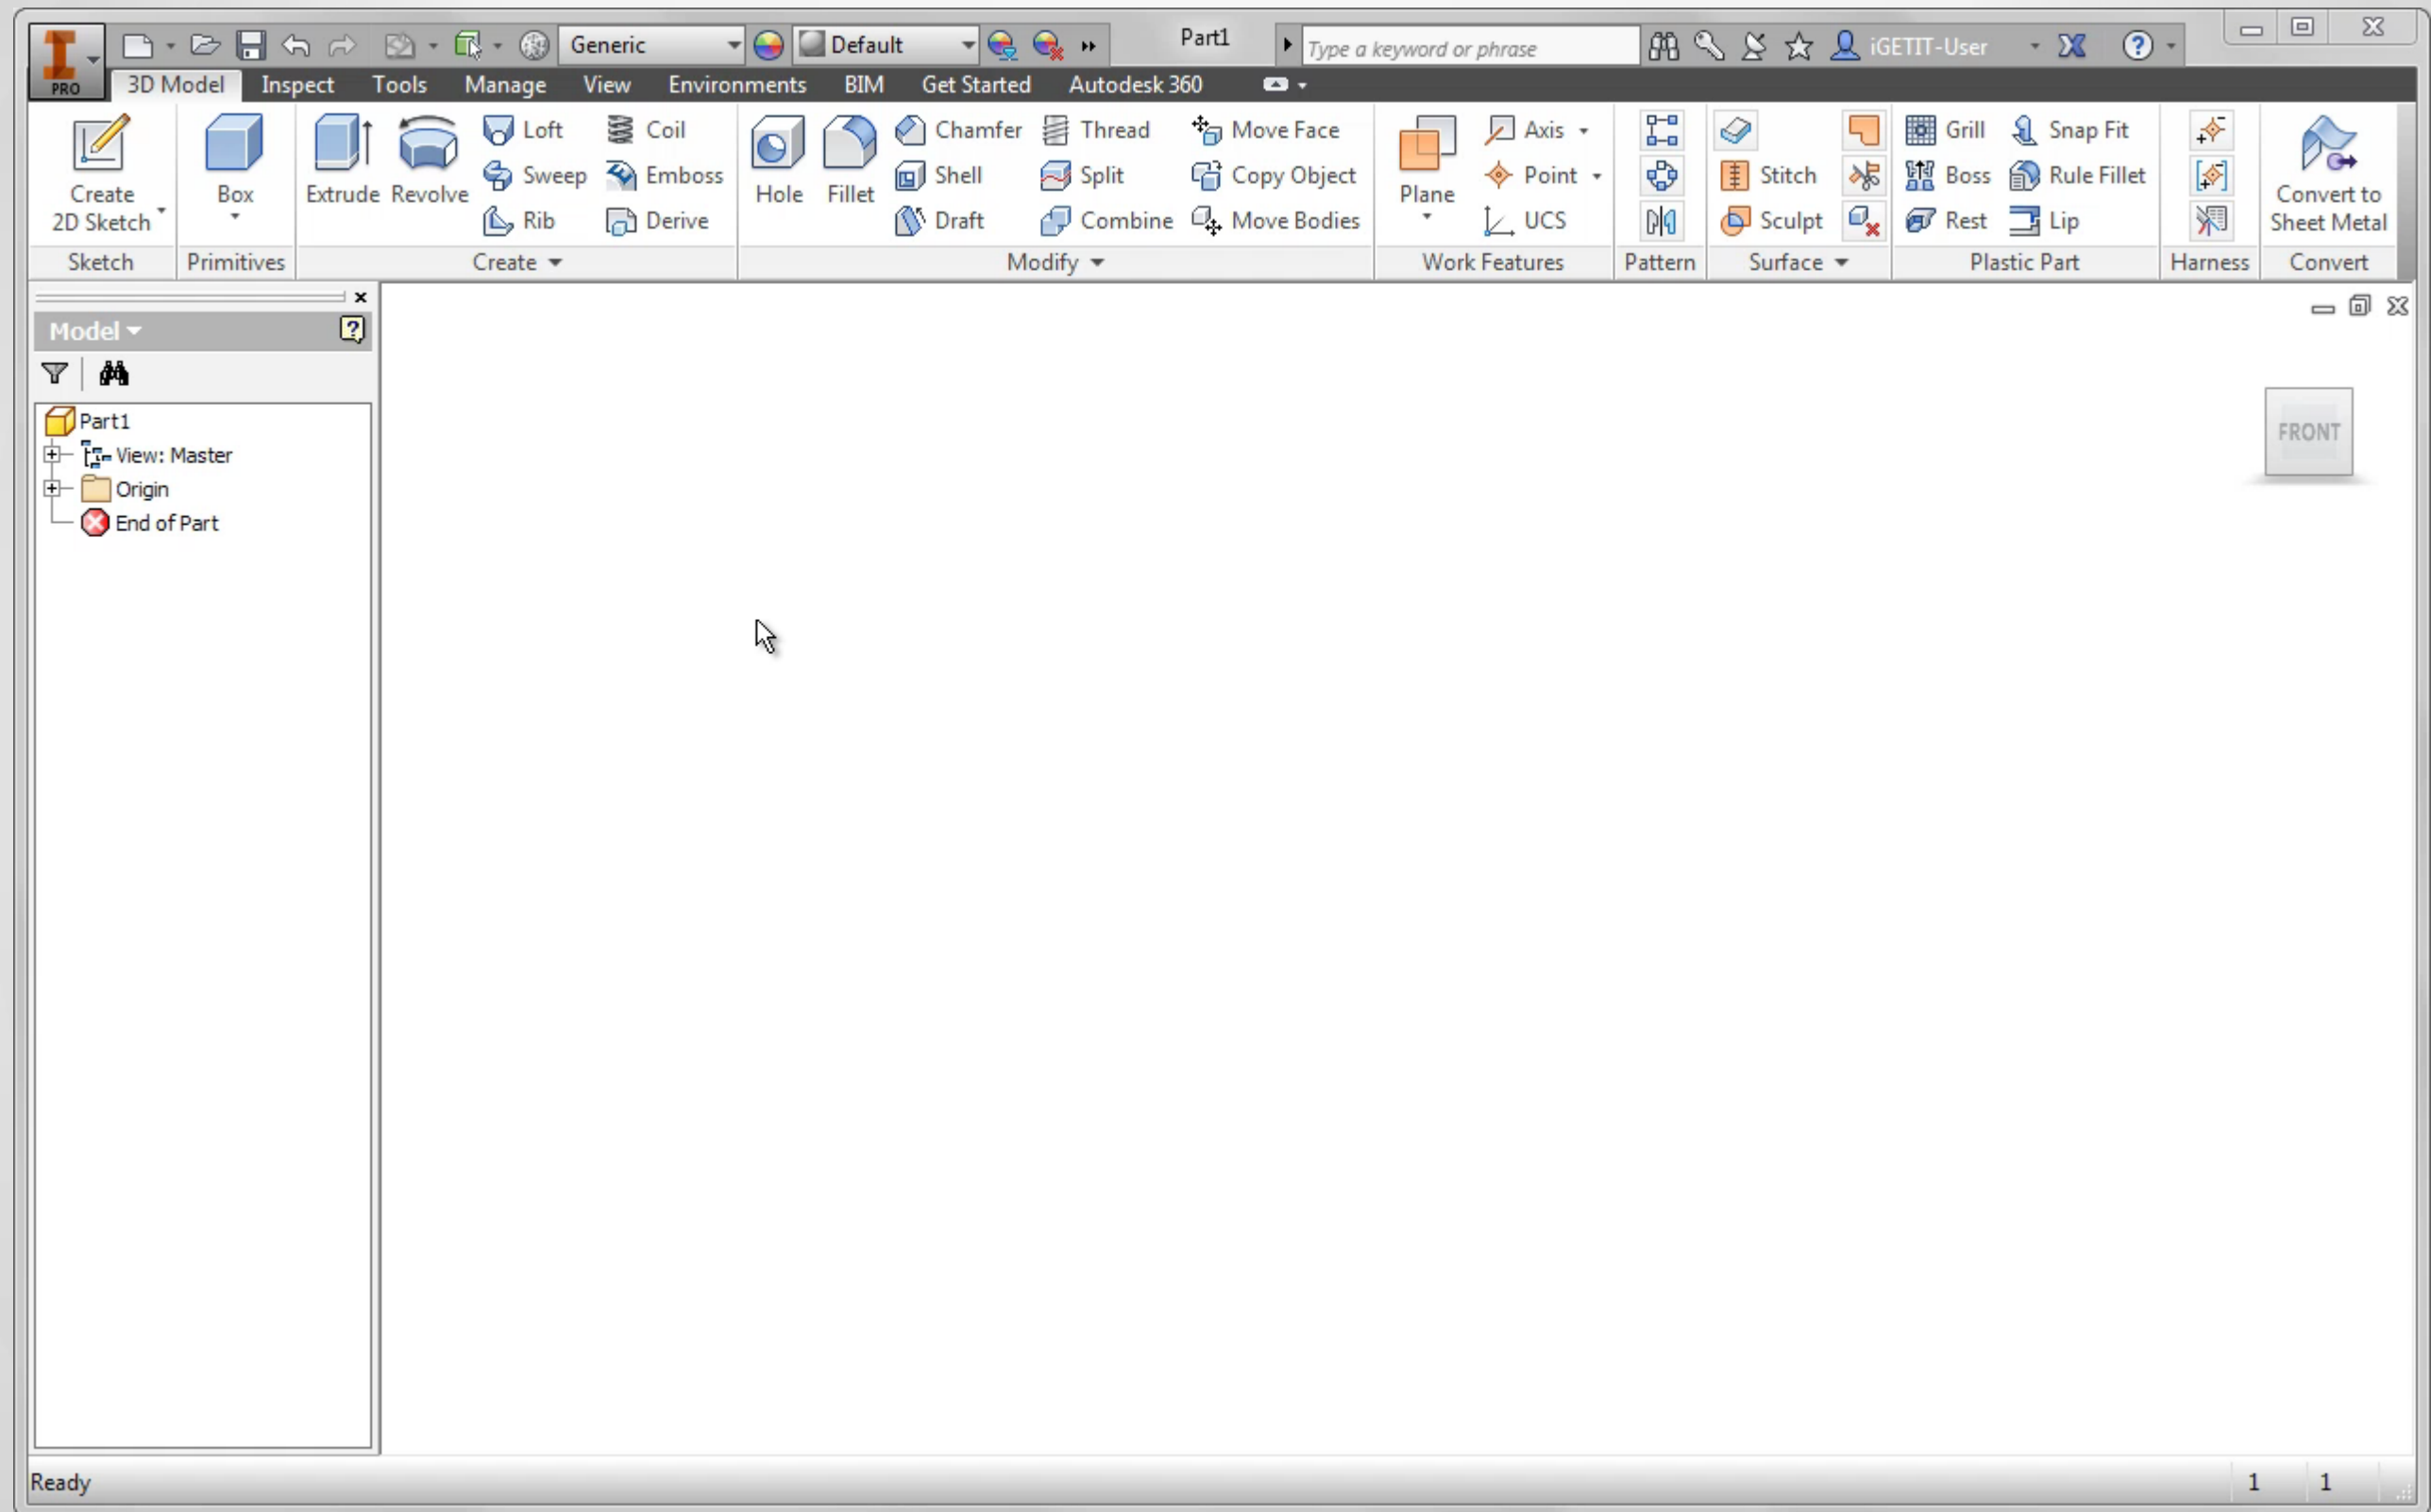 Generic Default Part1 Type a keyword or phrase iGETIT-User
PRO 3D Model Inspect Tools Manage View Environments BIM Get Started Autodesk 360
Loft Coil Chamfer Thread Move Face Axis Grill Snap Fit
Sweep Emboss Shell Split Copy Object Point Stitch Boss Rule Fillet
Create Box Extrude Revolve Hole Fillet Plane Convert to
2D Sketch Rib Derive Draft Combine Move Bodies UCS Sculpt Rest Lip Sheet Metal
Sketch Primitives Create Modify Work Features Pattern Surface Plastic Part Harness Convert
Model
Part1
View: Master
Origin
End of Part
FRONT
Ready 1 1